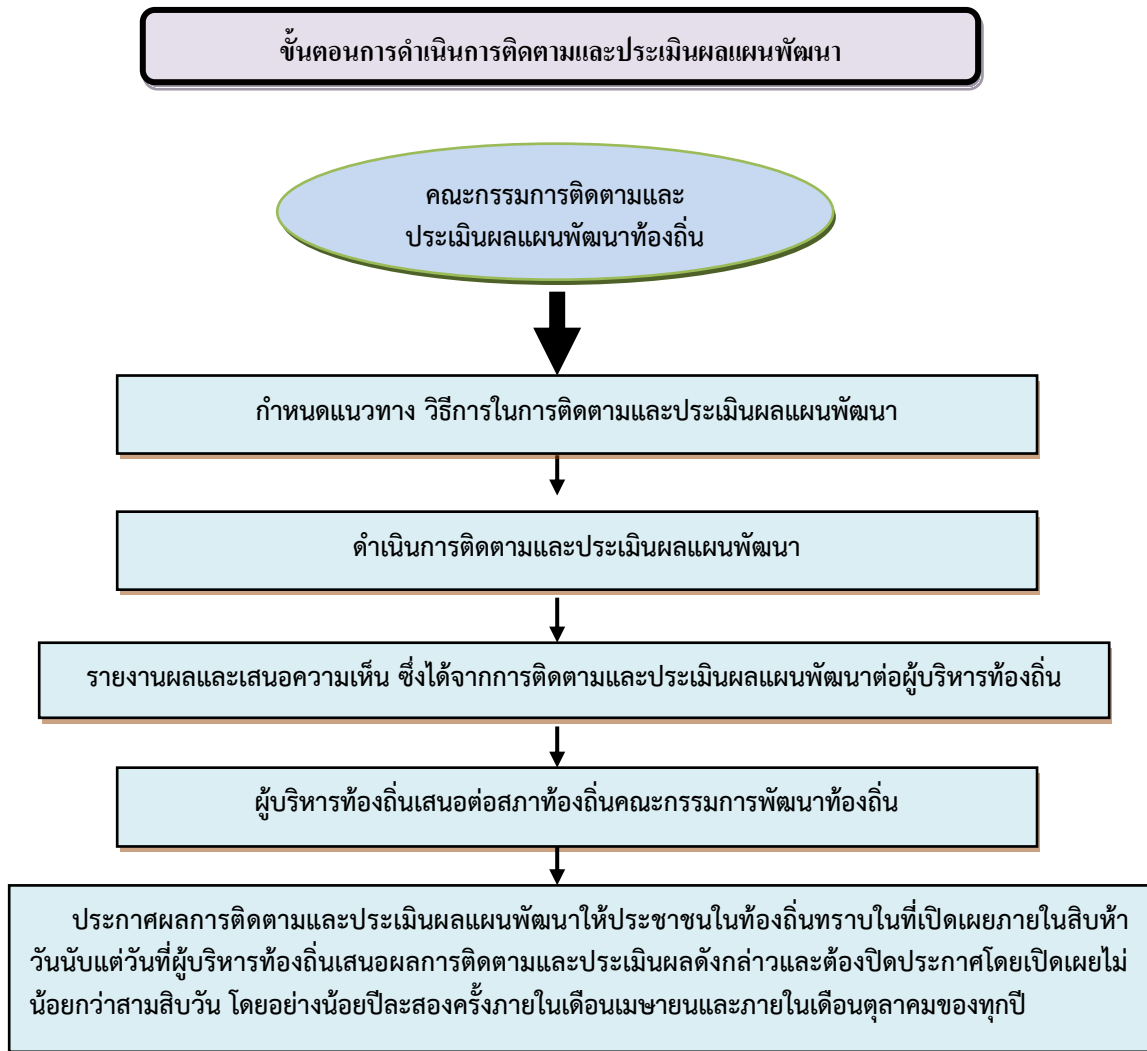 ขั้นตอนการดำเนินการติดตามและประเมินผลแผนพัฒนา
คณะกรรมการติดตามและ
ประเมินผลแผนพัฒนาท้องถิ่น
กำหนดแนวทาง วิธีการในการติดตามและประเมินผลแผนพัฒนา
ดำเนินการติดตามและประเมินผลแผนพัฒนา
รายงานผลและเสนอความเห็น ซึ่งได้จากการติดตามและประเมินผลแผนพัฒนาต่อผู้บริหารท้องถิ่น
ผู้บริหารท้องถิ่นเสนอต่อสภาท้องถิ่นคณะกรรมการพัฒนาท้องถิ่น
ประกาศผลการติดตามและประเมินผลแผนพัฒนาให้ประชาชนในท้องถิ่นทราบในที่เปิดเผยภายในสิบห้า
วันนับแต่วันที่ผู้บริหารท้องถิ่นเสนอผลการติดตามและประเมินผลดังกล่าวและต้องปิดประกาศโดยเปิดเผยไม่
น้อยกว่าสามสิบวัน โดยอย่างน้อยปีละสองครั้งภายในเดือนเมษายนและภายในเดือนตุลาคมของทุกปี